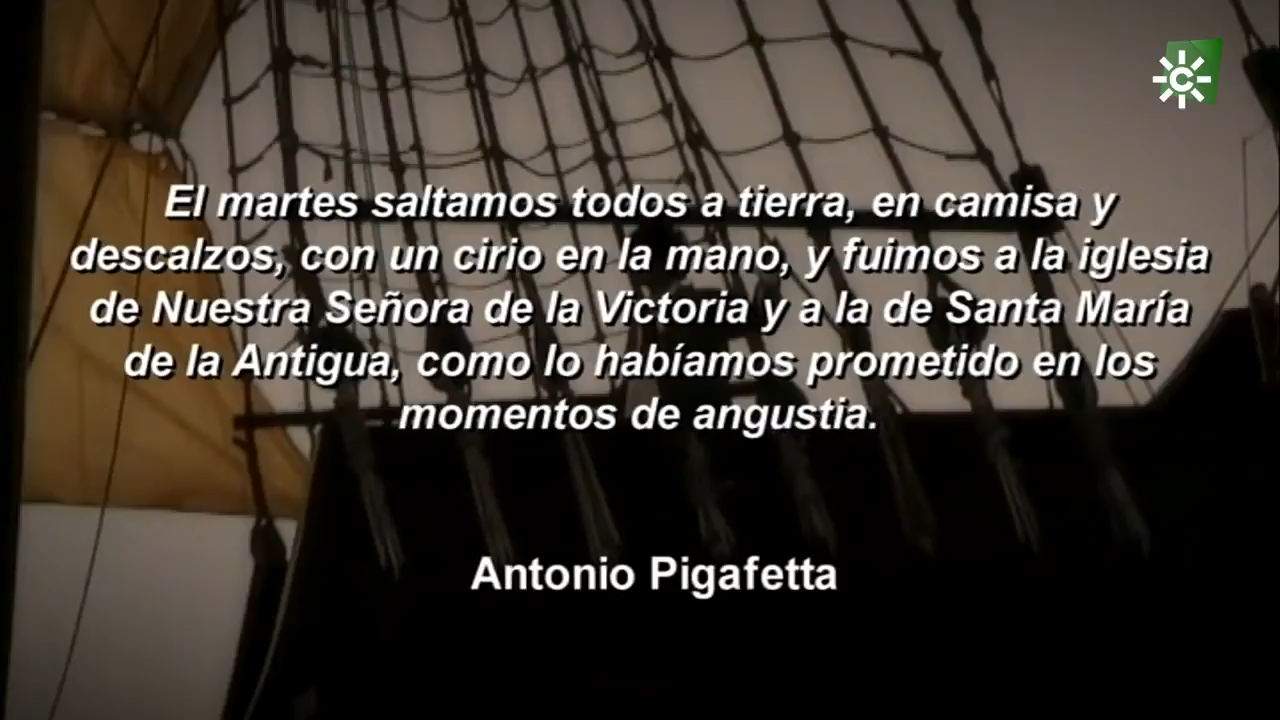 El martes saltamos todos a tierra, en camisa y
descalzos, con un cirio en la mano, y fuimos a la iglesia
de Nuestra Señora de la Victoria y a la de Santa María
de la Antigua, como lo habíamos prometido en los
momentos de angustia.
Antonio Pigafetta